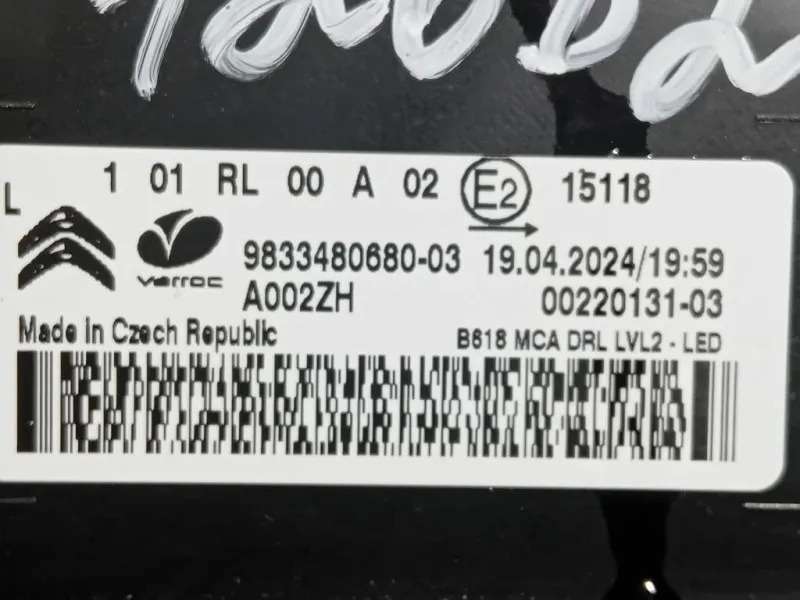 1 01 RL 00 A 02 E2 15118
L
varroc
9833480680-03 19.04.2024/19:59
A002ZH 00220131-03
Made in Czech Republic B618 MCA DRL LVL2 - LED